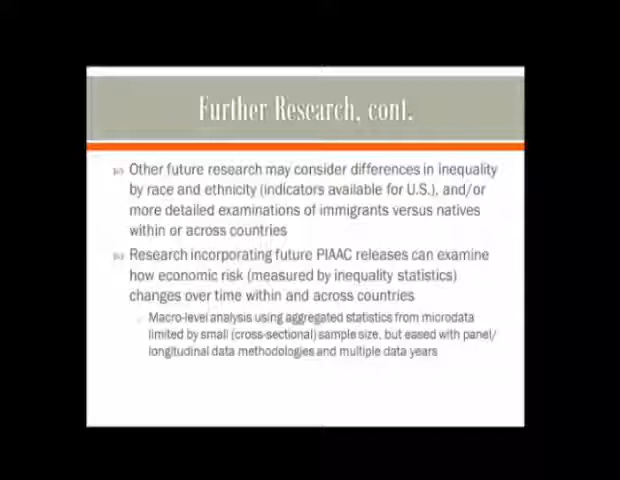 Further Research, cont.
Other future research may consider differences in inequality
by race and ethnicity (indicators available for U.S.), and/or
more detailed examinations of immigrants versus natives
within or across countries
Research incorporating future PIAAC releases can examine
how economic risk (measured by inequality statistics)
changes over time within and across countries
Macro-level analysis using aggregated statistics from microdata
limited by small (cross-sectional) sample size, but eased with panel/
longitudinal data methodologies and multiple data years